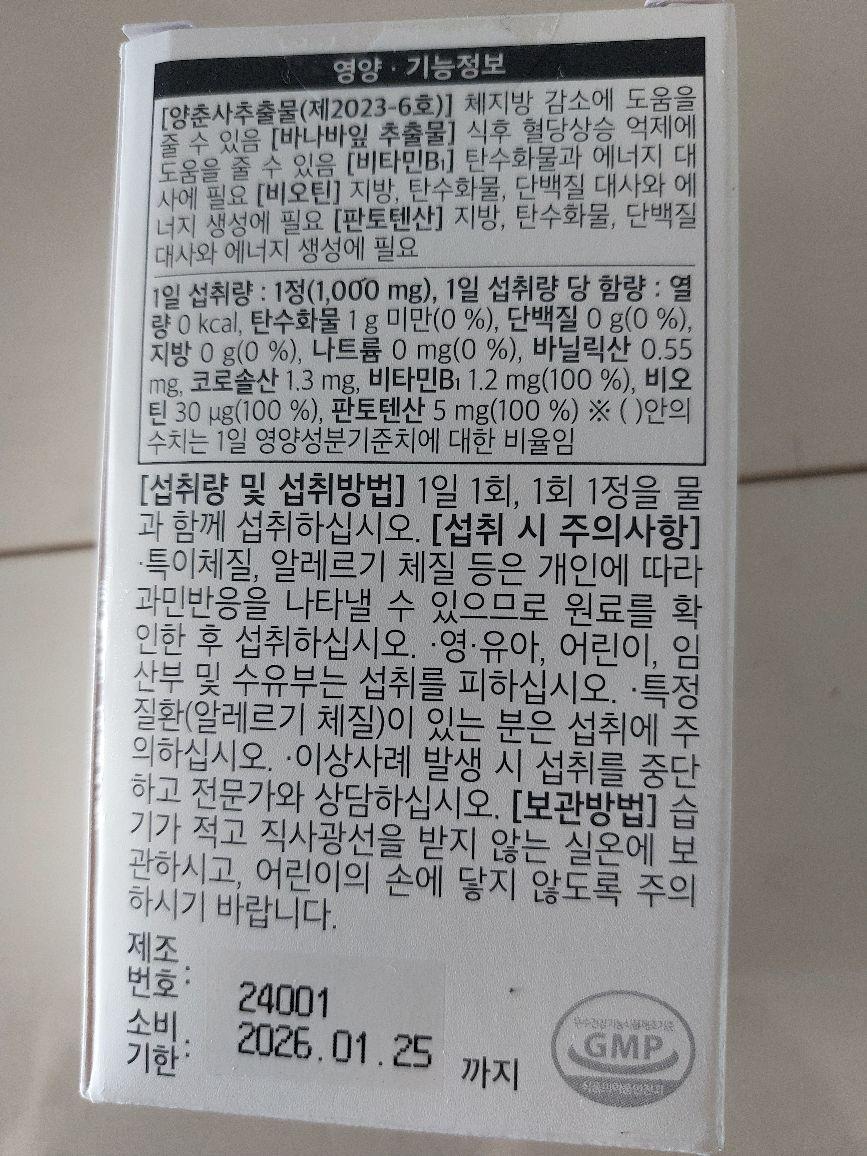 영양·기능정보
[양춘사추출물(제2023-6호)] 체지방 감소에 도움을
줄 수 있음 [바나바잎 추출물] 식후 혈당상승 억제에
도움을 줄 수 있음 [비타민B₁] 탄수화물과 에너지 대
사에 필요 [비오틴] 지방, 탄수화물, 단백질 대사와 에
너지 생성에 필요 [판토텐산] 지방, 탄수화물, 단백질
대사와 에너지 생성에 필요
1일 섭취량 : 1정(1,000 mg), 1일 섭취량 당 함량 : 열
량 0 kcal, 탄수화물 1 g 미만(0 %), 단백질 0 g(0 %),
지방 0 g(0 %), 나트륨 0 mg(0 %), 바닐릭산 0.55
mg, 코로솔산 1.3 mg, 비타민B₁ 1.2 mg(100 %), 비오
틴 30 µg(100 %), 판토텐산 5 mg(100 %) ※ ( )안의
수치는 1일 영양성분기준치에 대한 비율임
[섭취량 및 섭취방법] 1일 1회, 1회 1정을 물
과 함께 섭취하십시오. [섭취 시 주의사항]
·특이체질, 알레르기 체질 등은 개인에 따라
과민반응을 나타낼 수 있으므로 원료를 확
인한 후 섭취하십시오. ·영·유아, 어린이, 임
산부 및 수유부는 섭취를 피하십시오. ·특정
질환(알레르기 체질)이 있는 분은 섭취에 주
의하십시오. ·이상사례 발생 시 섭취를 중단
하고 전문가와 상담하십시오. [보관방법] 습
기가 적고 직사광선을 받지 않는 실온에 보
관하시고, 어린이의 손에 닿지 않도록 주의
하시기 바랍니다.
제조
번호 : 24001
소비
기한 : 2026.01.25 까지
우수건강기능식품제조기준
GMP
식품의약품안전처